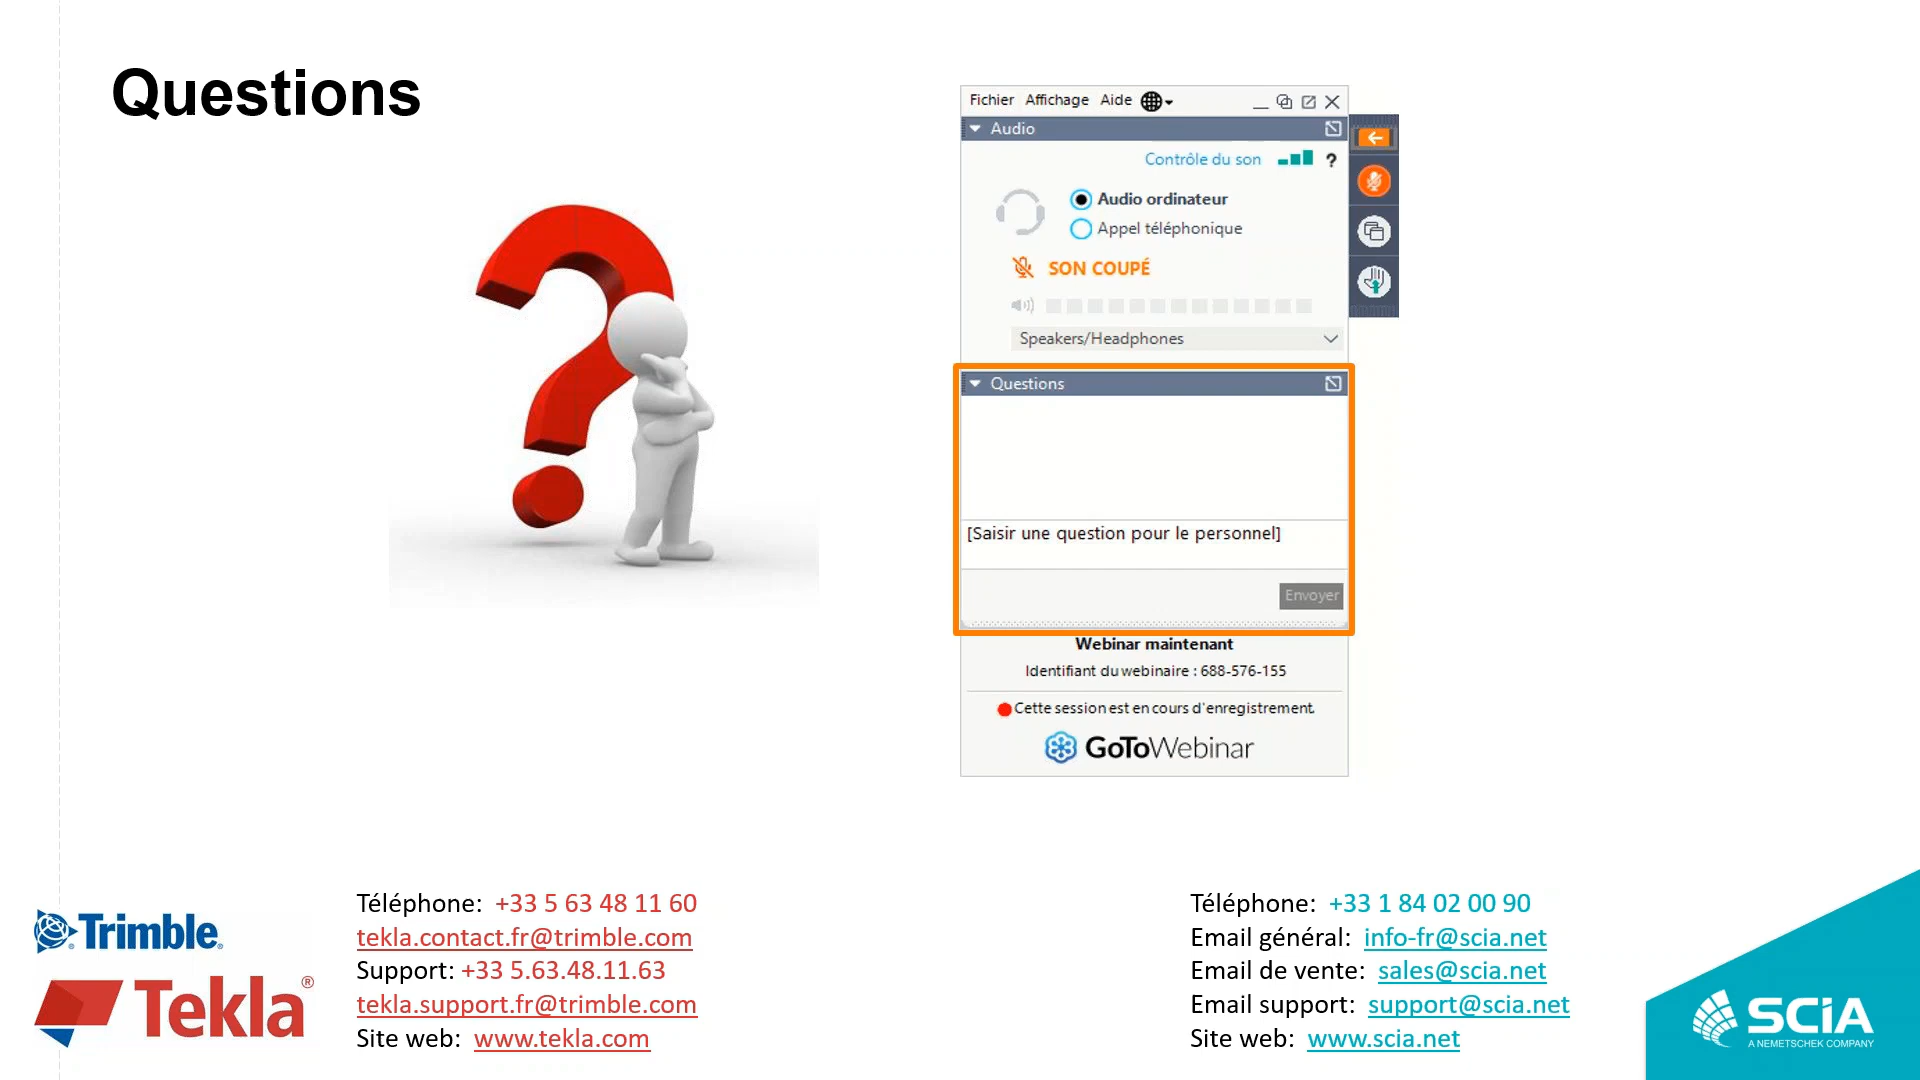 Questions
Fichier Affichage Aide
Audio
Contrôle du son ?
Audio ordinateur
Appel téléphonique
SON COUPÉ
Speakers/Headphones
Questions
[Saisir une question pour le personnel]
Envoyer
Webinar maintenant
Identifiant du webinaire : 688-576-155
Cette session est en cours d'enregistrement.
GoToWebinar
Trimble®
Tekla®
Téléphone: +33 5 63 48 11 60
tekla.contact.fr@trimble.com
Support: +33 5.63.48.11.63
tekla.support.fr@trimble.com
Site web: www.tekla.com
Téléphone: +33 1 84 02 00 90
Email général: info-fr@scia.net
Email de vente: sales@scia.net
Email support: support@scia.net
Site web: www.scia.net
SCIA
A NEMETSCHEK COMPANY